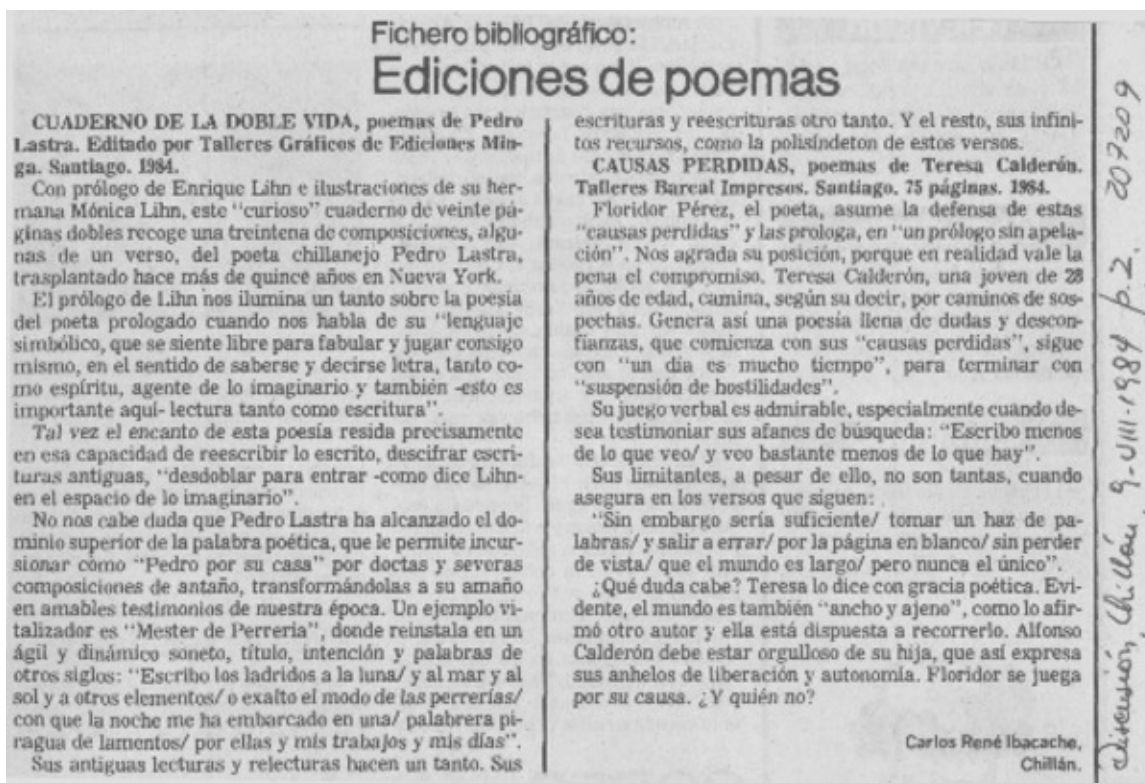 Fichero bibliográfico:
Ediciones de poemas
CUADERNO DE LA DOBLE VIDA, poemas de Pedro
Lastra. Editado por Talleres Gráficos de Ediciones Min-
ga. Santiago. 1984.
Con prólogo de Enrique Lihn e ilustraciones de su her-
mana Mónica Lihn, este "curioso" cuaderno de veinte pá-
ginas dobles recoge una treintena de composiciones, algu-
nas de un verso, del poeta chillanejo Pedro Lastra,
trasplantado hace más de quince años en Nueva York.
El prólogo de Lihn nos ilumina un tanto sobre la poesía
del poeta prologado cuando nos habla de su "lenguaje
simbólico, que se siente libre para fabular y jugar consigo
mismo, en el sentido de saberse y decirse letra, tanto co-
mo espíritu, agente de lo imaginario y también -esto es
importante aquí- lectura tanto como escritura".
Tal vez el encanto de esta poesía resida precisamente
en esa capacidad de reescribir lo escrito, descifrar escri-
turas antiguas, "desdoblar para entrar -como dice Lihn-
en el espacio de lo imaginario".
No nos cabe duda que Pedro Lastra ha alcanzado el do-
minio superior de la palabra poética, que le permite incur-
sionar como "Pedro por su casa" por doctas y severas
composiciones de antaño, transformándolas a su amaño
en amables testimonios de nuestra época. Un ejemplo vi-
talizador es "Mester de Perrería", donde reinstala en un
ágil y dinámico soneto, título, intención y palabras de
otros siglos: "Escribo los ladridos a la luna/ y al mar y al
sol y a otros elementos/ o exalto el modo de las perrerías/
con que la noche me ha embarcado en una/ palabrera pi-
ragua de lamentos/ por ellas y mis trabajos y mis días".
Sus antiguas lecturas y relecturas hacen un tanto. Sus
escrituras y reescrituras otro tanto. Y el resto, sus infini-
tos recursos, como la polisíndeton de estos versos.
CAUSAS PERDIDAS, poemas de Teresa Calderón.
Talleres Bareal Impresos. Santiago. 75 páginas. 1984.
Floridor Pérez, el poeta, asume la defensa de estas
"causas perdidas" y las prologa, en "un prólogo sin apela-
ción". Nos agrada su posición, porque en realidad vale la
pena el compromiso. Teresa Calderón, una joven de 28
años de edad, camina, según su decir, por caminos de sos-
pechas. Genera así una poesía llena de dudas y descon-
fianzas, que comienza con sus "causas perdidas", sigue
con "un día es mucho tiempo", para terminar con
"suspensión de hostilidades".
Su juego verbal es admirable, especialmente cuando de-
sea testimoniar sus afanes de búsqueda: "Escribo menos
de lo que veo/ y veo bastante menos de lo que hay".
Sus limitantes, a pesar de ello, no son tantas, cuando
asegura en los versos que siguen:
"Sin embargo sería suficiente/ tomar un haz de pa-
labras/ y salir a errar/ por la página en blanco/ sin perder
de vista/ que el mundo es largo/ pero nunca el único".
¿Qué duda cabe? Teresa lo dice con gracia poética. Evi-
dente, el mundo es también "ancho y ajeno", como lo afir-
mó otro autor y ella está dispuesta a recorrerlo. Alfonso
Calderón debe estar orgulloso de su hija, que así expresa
sus anhelos de liberación y autonomía. Floridor se juega
por su causa. ¿Y quién no?
Carlos René Ibacache,
Chillán.
Discusión, Chillán, 9-VIII-1984 p.2. 207209